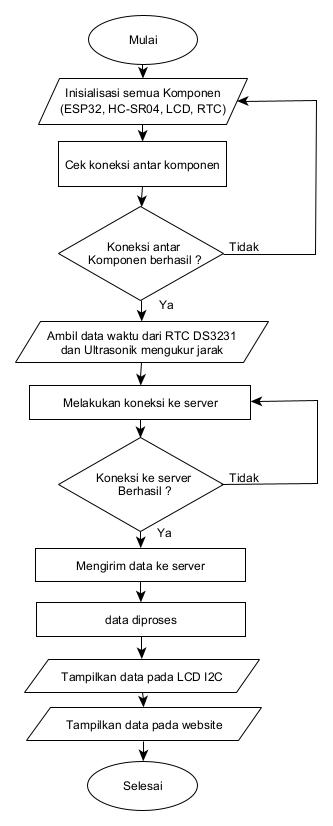 Mulai
Inisialisasi semua Komponen
(ESP32, HC-SR04, LCD, RTC)
Cek koneksi antar komponen
Koneksi antar
Komponen berhasil ?
Tidak
Ya
Ambil data waktu dari RTC DS3231
dan Ultrasonik mengukur jarak
Melakukan koneksi ke server
Koneksi ke server
Berhasil ?
Tidak
Ya
Mengirim data ke server
data diproses
Tampilkan data pada LCD I2C
Tampilkan data pada website
Selesai